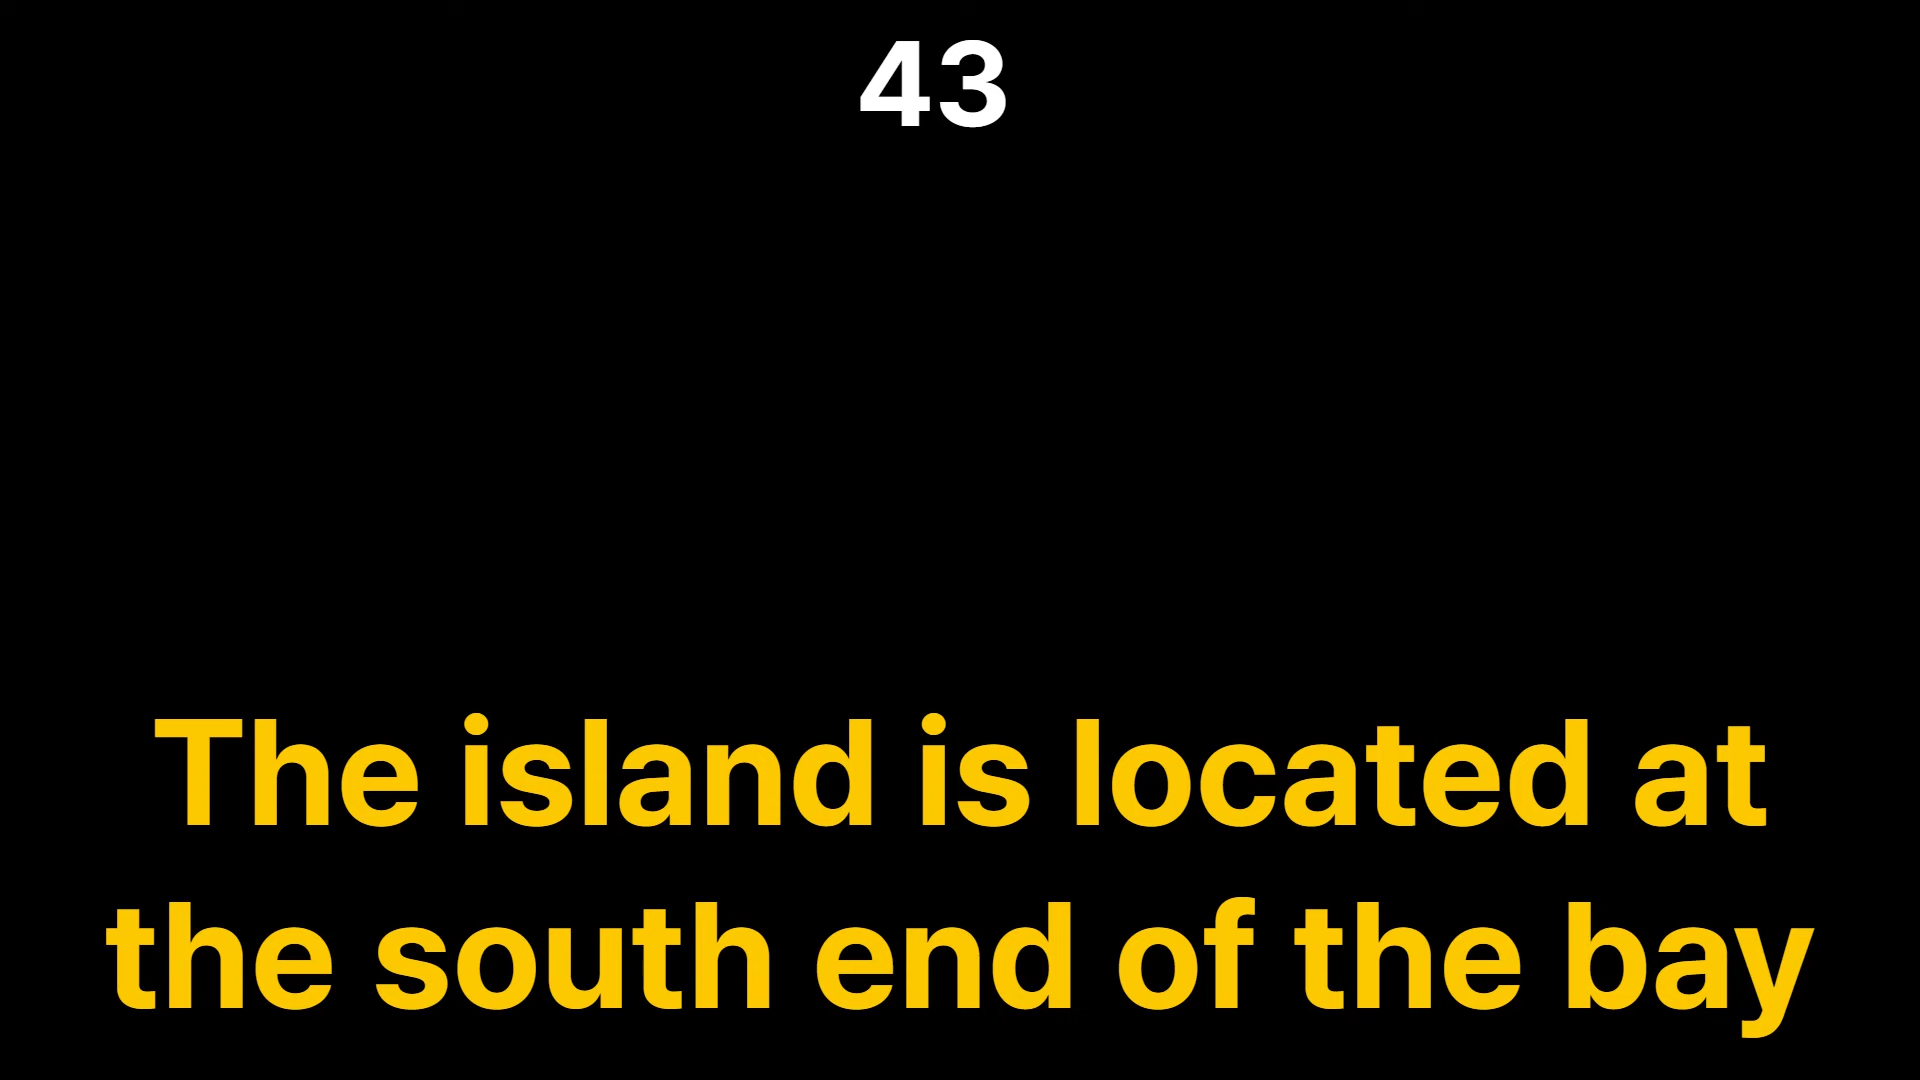 43
The island is located at
the south end of the bay